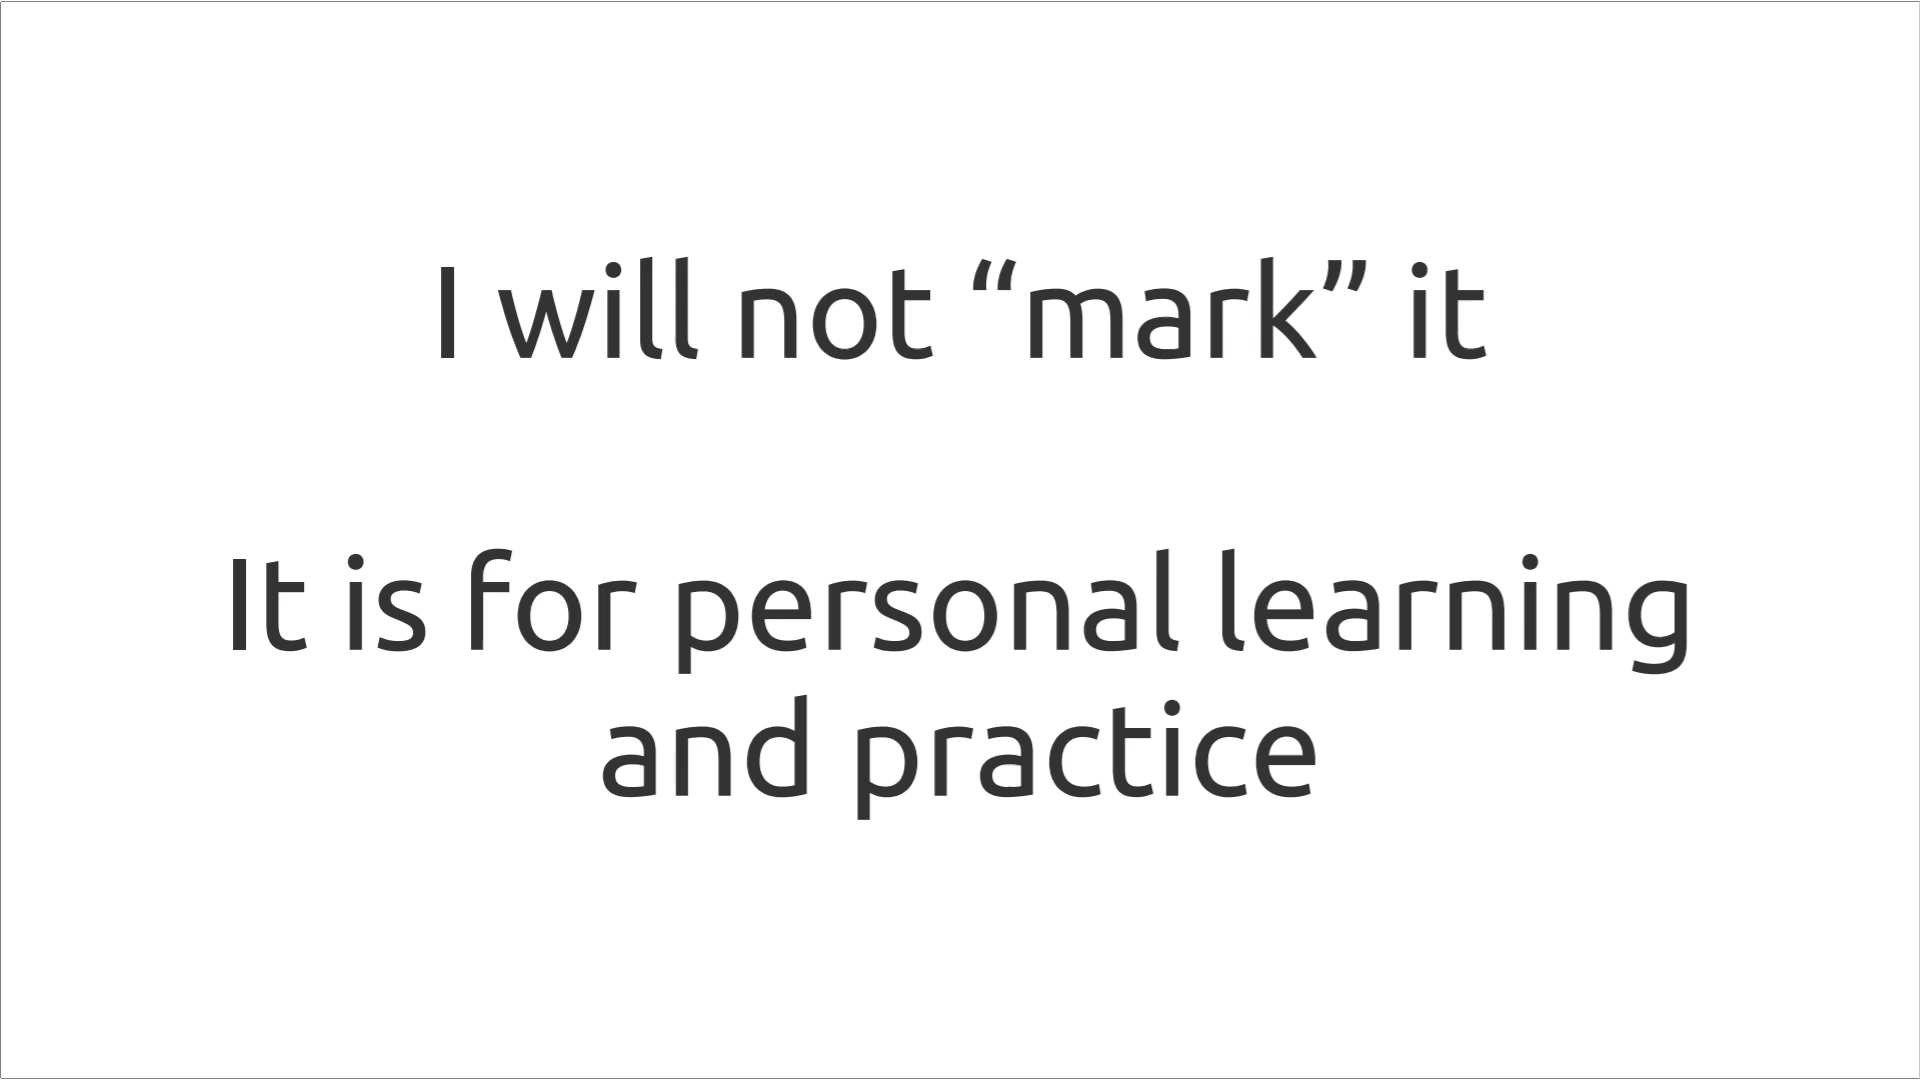 I will not “mark” it
It is for personal learning
and practice